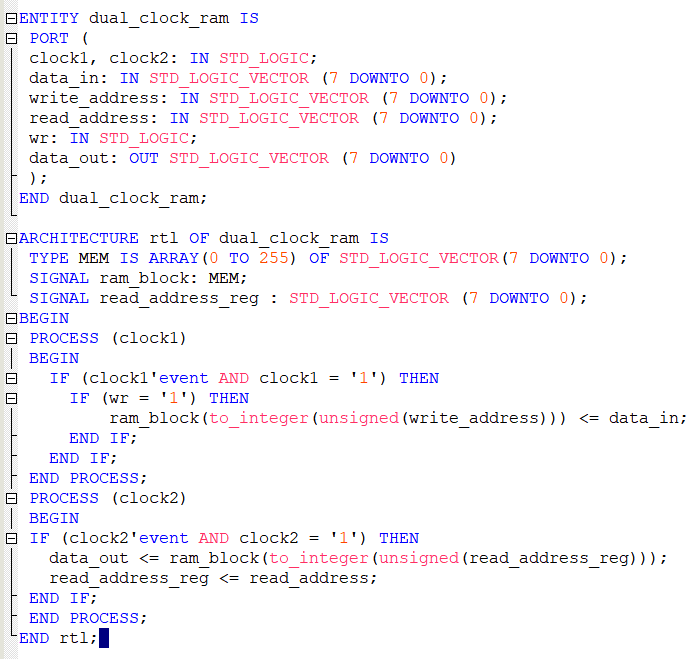 ENTITY dual_clock_ram IS
PORT (
clock1, clock2: IN STD_LOGIC;
data_in: IN STD_LOGIC_VECTOR (7 DOWNTO 0);
write_address: IN STD_LOGIC_VECTOR (7 DOWNTO 0);
read_address: IN STD_LOGIC_VECTOR (7 DOWNTO 0);
wr: IN STD_LOGIC;
data_out: OUT STD_LOGIC_VECTOR (7 DOWNTO 0)
);
END dual_clock_ram;
ARCHITECTURE rtl OF dual_clock_ram IS
TYPE MEM IS ARRAY(0 TO 255) OF STD_LOGIC_VECTOR(7 DOWNTO 0);
SIGNAL ram_block: MEM;
SIGNAL read_address_reg : STD_LOGIC_VECTOR (7 DOWNTO 0);
BEGIN
PROCESS (clock1)
BEGIN
IF (clock1'event AND clock1 = '1') THEN
IF (wr = '1') THEN
ram_block(to_integer(unsigned(write_address))) <= data_in;
END IF;
END IF;
END PROCESS;
PROCESS (clock2)
BEGIN
IF (clock2'event AND clock2 = '1') THEN
data_out <= ram_block(to_integer(unsigned(read_address_reg)));
read_address_reg <= read_address;
END IF;
END PROCESS;
END rtl;